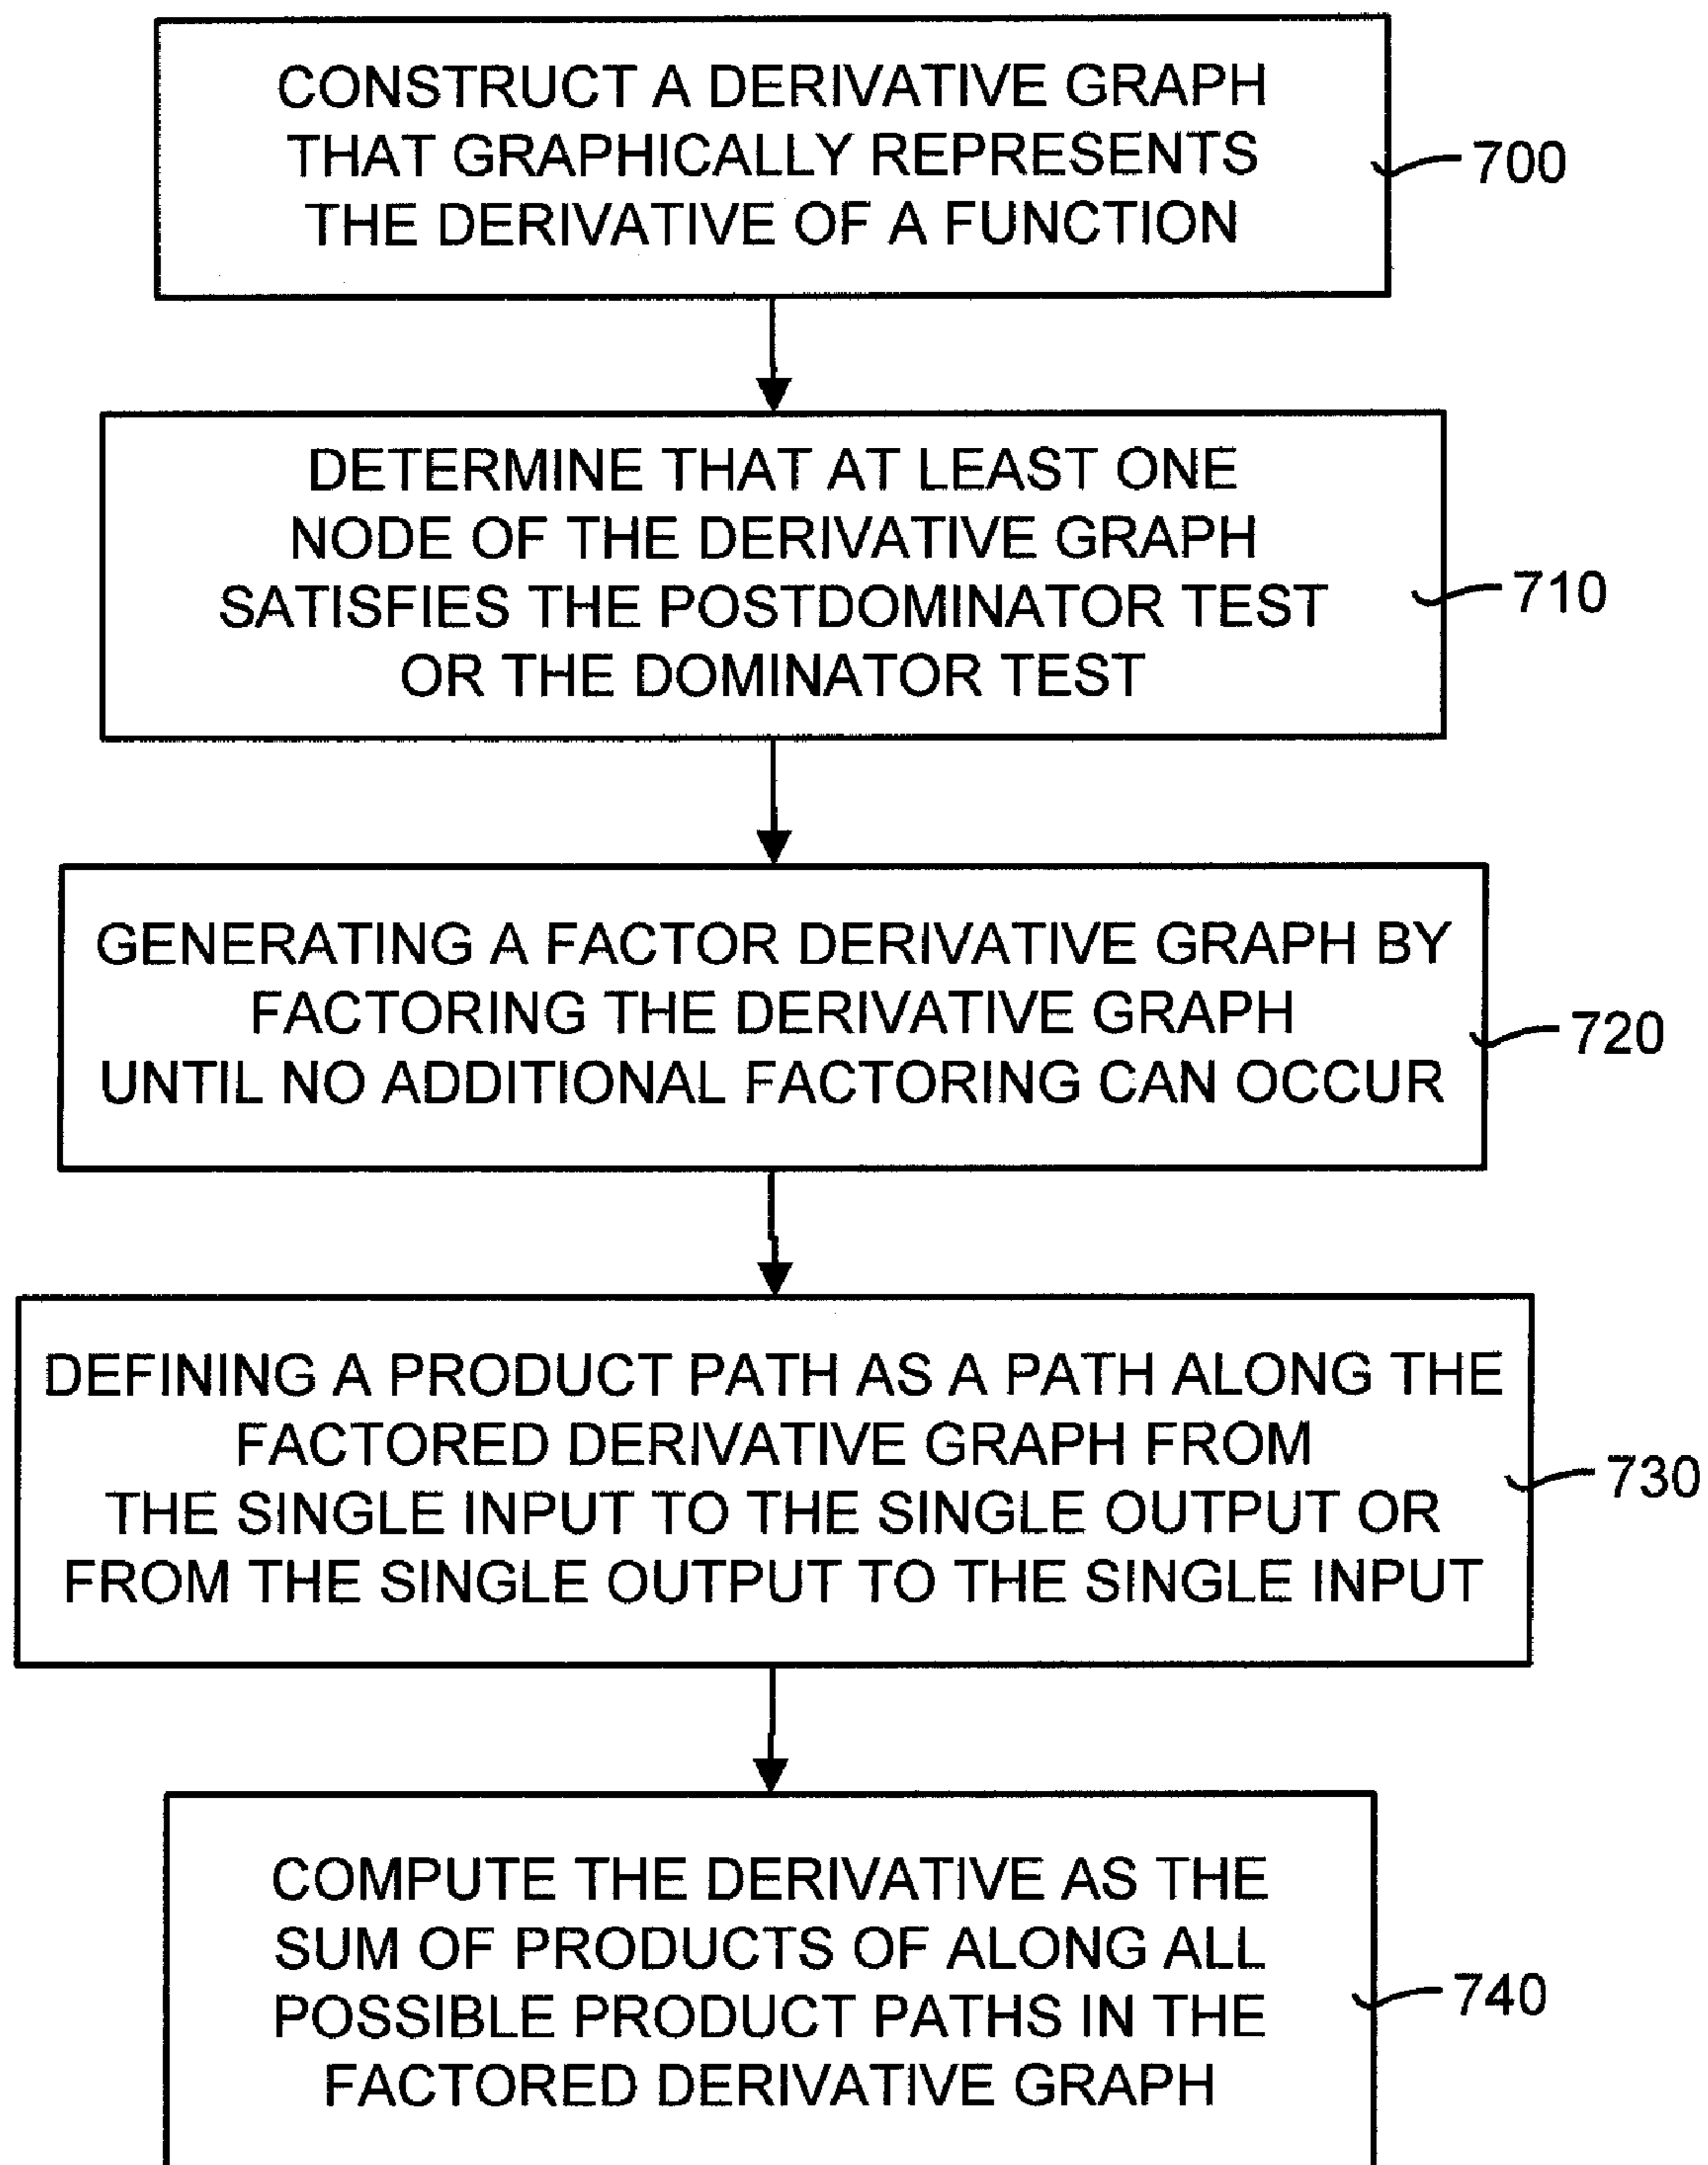 CONSTRUCT A DERIVATIVE GRAPH
THAT GRAPHICALLY REPRESENTS
THE DERIVATIVE OF A FUNCTION
700
DETERMINE THAT AT LEAST ONE
NODE OF THE DERIVATIVE GRAPH
SATISFIES THE POSTDOMINATOR TEST
OR THE DOMINATOR TEST
710
GENERATING A FACTOR DERIVATIVE GRAPH BY
FACTORING THE DERIVATIVE GRAPH
UNTIL NO ADDITIONAL FACTORING CAN OCCUR
720
DEFINING A PRODUCT PATH AS A PATH ALONG THE
FACTORED DERIVATIVE GRAPH FROM
THE SINGLE INPUT TO THE SINGLE OUTPUT OR
FROM THE SINGLE OUTPUT TO THE SINGLE INPUT
730
COMPUTE THE DERIVATIVE AS THE
SUM OF PRODUCTS OF ALONG ALL
POSSIBLE PRODUCT PATHS IN THE
FACTORED DERIVATIVE GRAPH
740